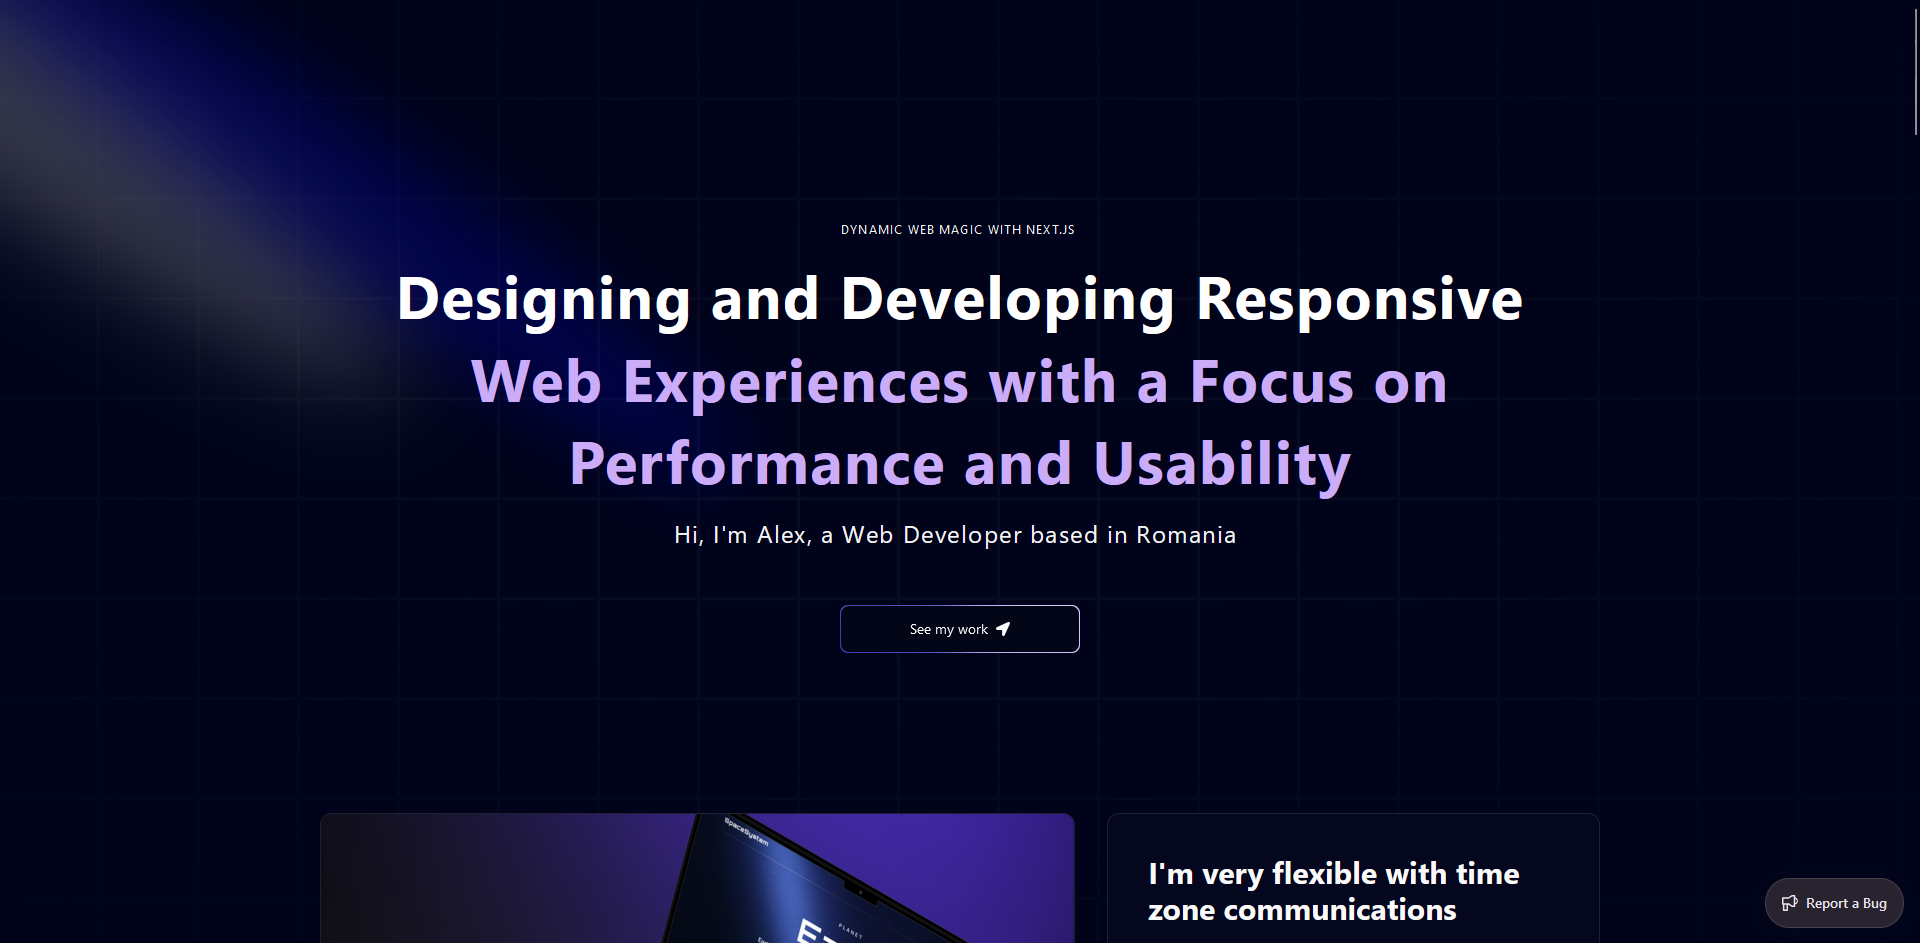 DYNAMIC WEB MAGIC WITH NEXT.JS
Designing and Developing Responsive
Web Experiences with a Focus on
Performance and Usability
Hi, I'm Alex, a Web Developer based in Romania
See my work
SpaceSystem
PLANET
I'm very flexible with time
zone communications
Report a Bug